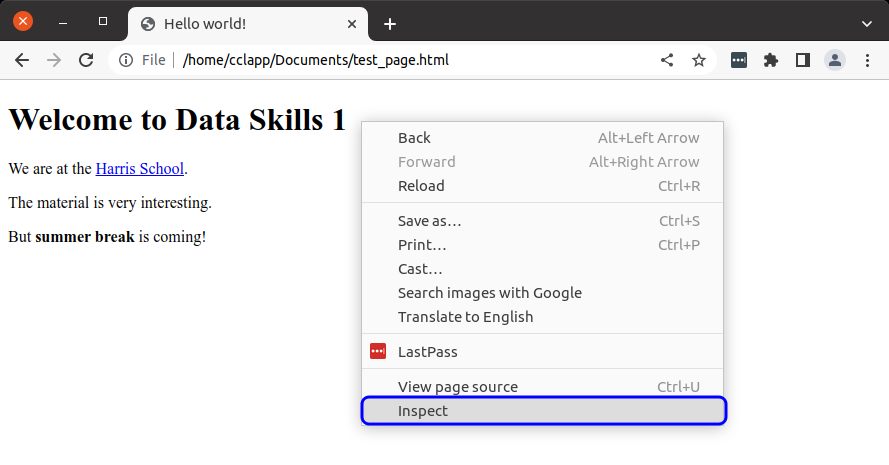 Hello world!
File /home/cclapp/Documents/test_page.html
Welcome to Data Skills 1
We are at the Harris School.
The material is very interesting.
But summer break is coming!
Back Alt+Left Arrow
Forward Alt+Right Arrow
Reload Ctrl+R
Save as… Ctrl+S
Print… Ctrl+P
Cast…
Search images with Google
Translate to English
LastPass
View page source Ctrl+U
Inspect